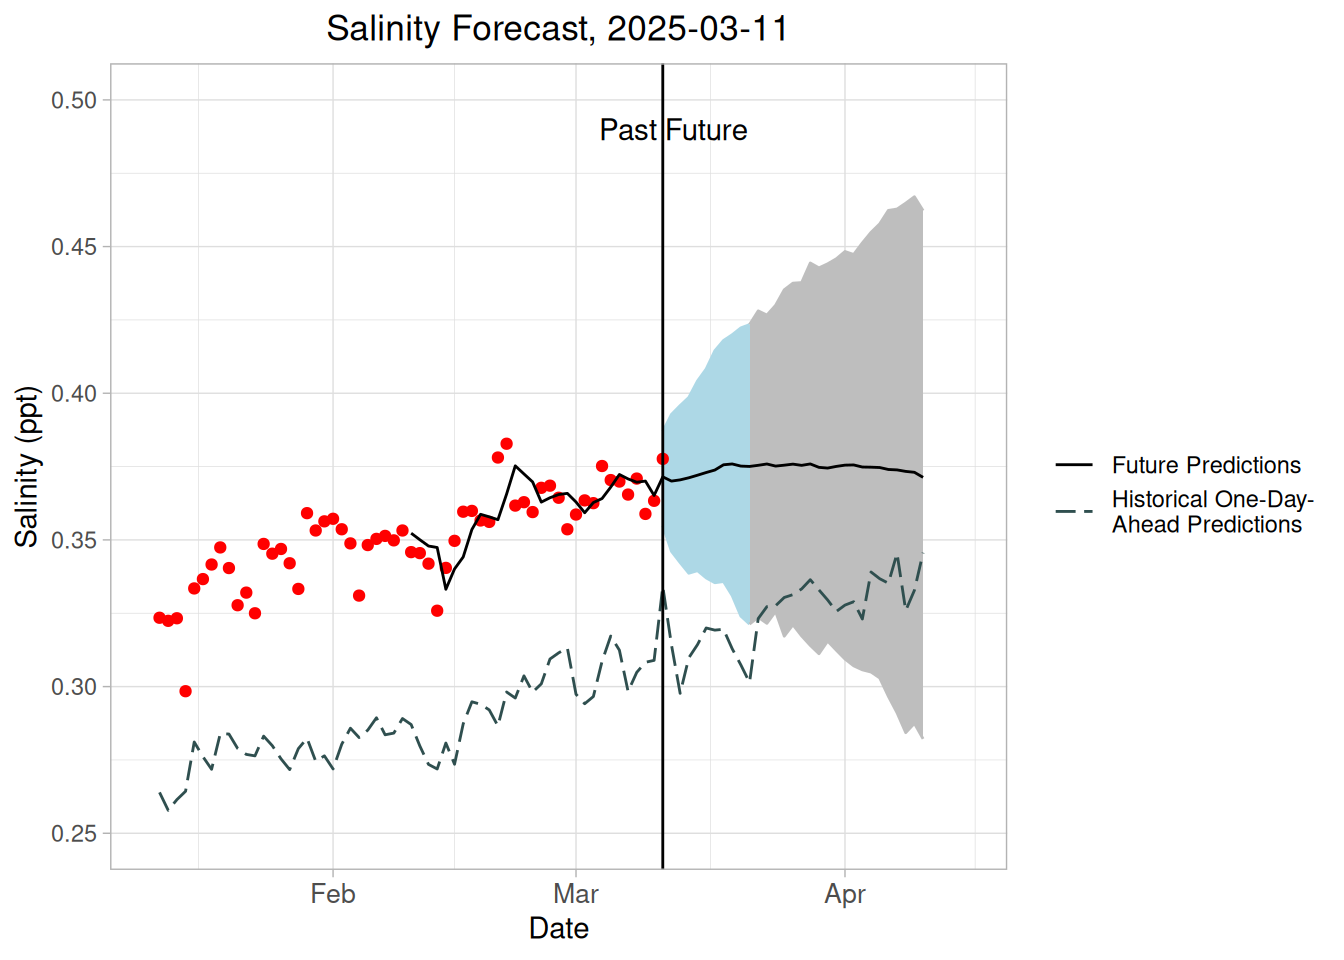 Salinity Forecast, 2025-03-11
0.50
Past Future
0.45
0.40
Salinity (ppt)
0.35
0.30
0.25
Feb Mar Apr
Date
Future Predictions
Historical One-Day-
Ahead Predictions